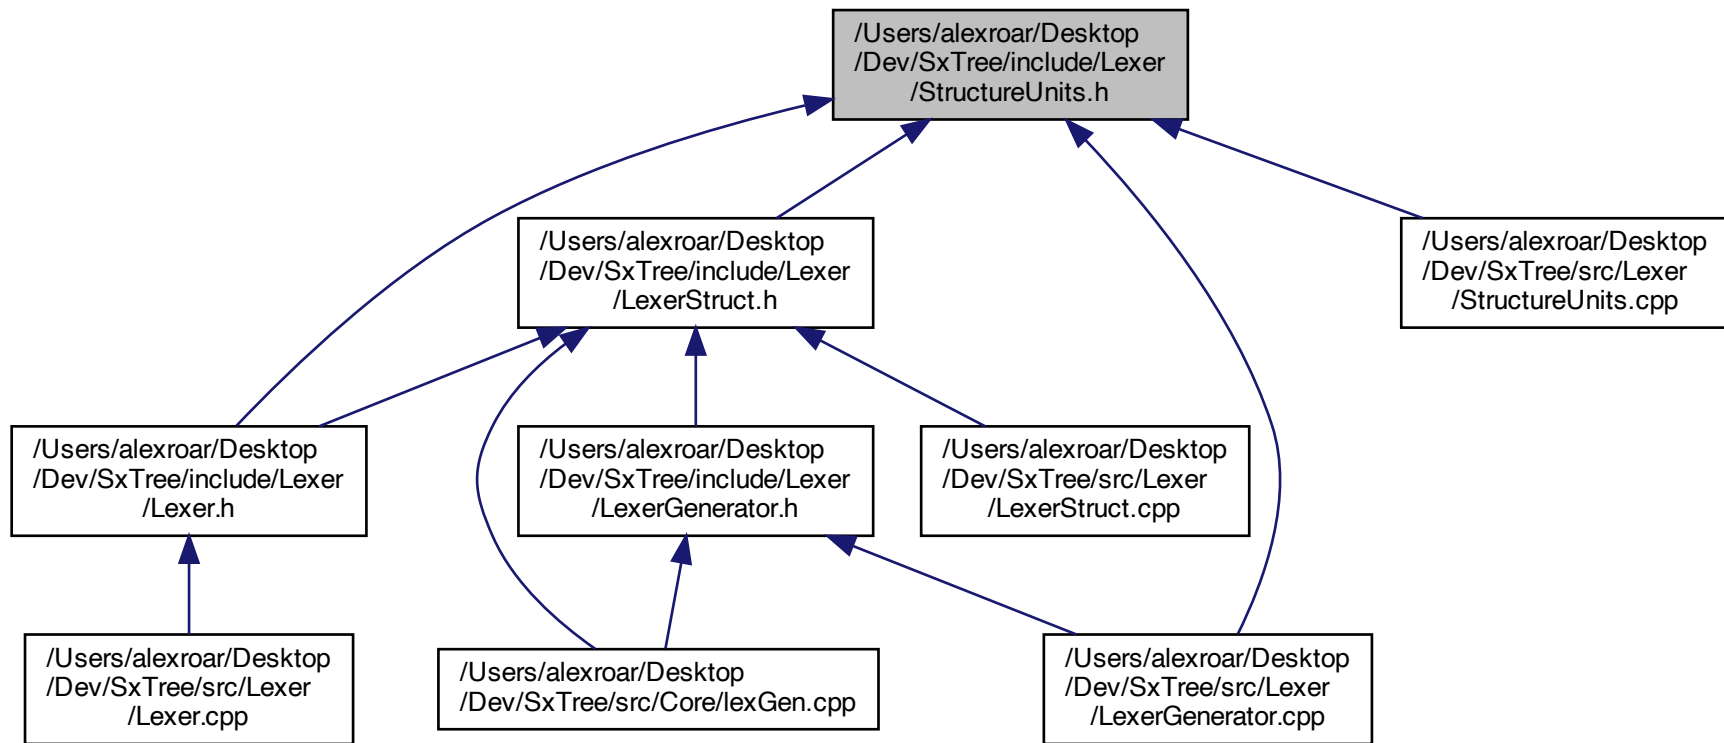 /Users/alexroar/Desktop
/Dev/SxTree/include/Lexer
/StructureUnits.h
/Users/alexroar/Desktop
/Dev/SxTree/include/Lexer
/LexerStruct.h
/Users/alexroar/Desktop
/Dev/SxTree/src/Lexer
/StructureUnits.cpp
/Users/alexroar/Desktop
/Dev/SxTree/include/Lexer
/Lexer.h
/Users/alexroar/Desktop
/Dev/SxTree/include/Lexer
/LexerGenerator.h
/Users/alexroar/Desktop
/Dev/SxTree/src/Lexer
/LexerStruct.cpp
/Users/alexroar/Desktop
/Dev/SxTree/src/Lexer
/Lexer.cpp
/Users/alexroar/Desktop
/Dev/SxTree/src/Core/lexGen.cpp
/Users/alexroar/Desktop
/Dev/SxTree/src/Lexer
/LexerGenerator.cpp